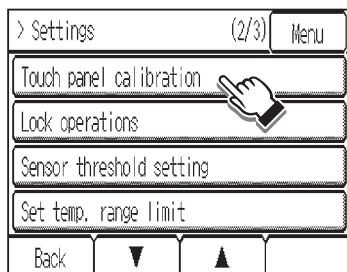 > Settings (2/3) Menu
Touch panel calibration
Lock operations
Sensor threshold setting
Set temp. range limit
Back ▼ ▲